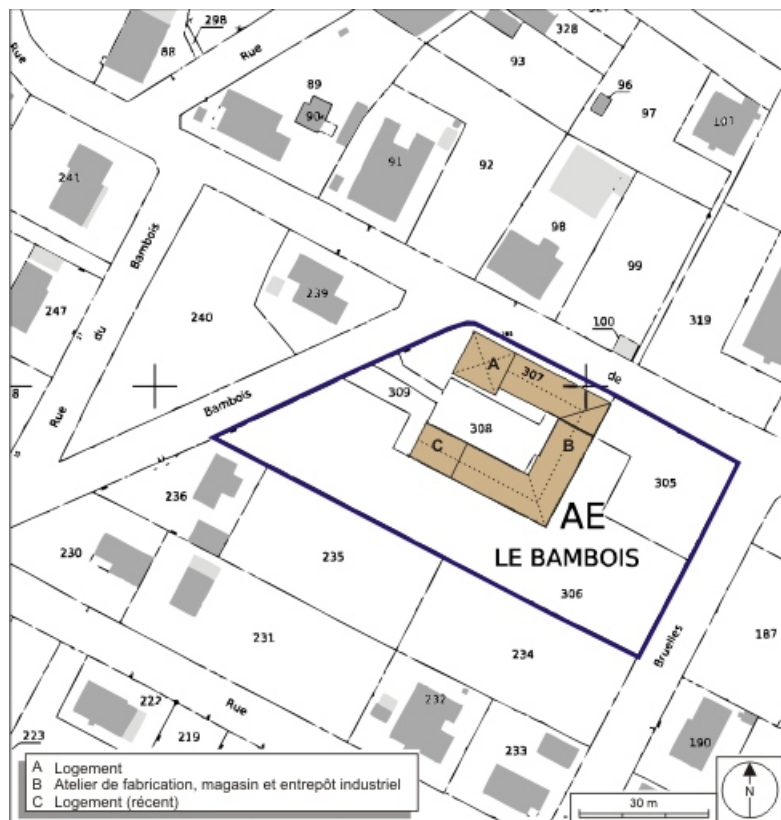 298
88
Rue
Rue
328
93
89
90
96
97
101
91
92
241
Bambois
98
99
239
240
247
du
100
319
8
Rue
de
307
A
309
Bambois
308
B
C
305
AE
LE BAMBOIS
236
306
235
230
231
234
187
Bruelles
Rue
222
232
219
223
233
190
A Logement
B Atelier de fabrication, magasin et entrepôt industriel
C Logement (récent)
30 m
N